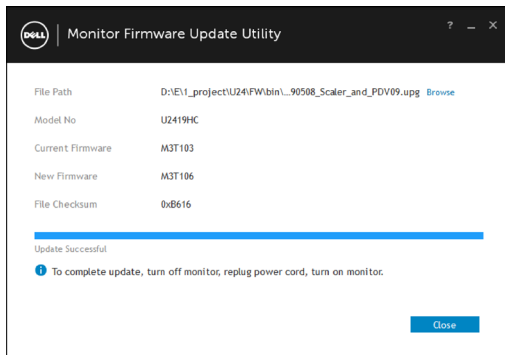 DELL Monitor Firmware Update Utility ? _ X
File Path D:\E\1_project\U24\FW\bin\...90508_Scaler_and_PDV09.upg Browse
Model No U2419HC
Current Firmware M3T103
New Firmware M3T106
File Checksum 0xB616
Update Successful
i To complete update, turn off monitor, replug power cord, turn on monitor.
Close